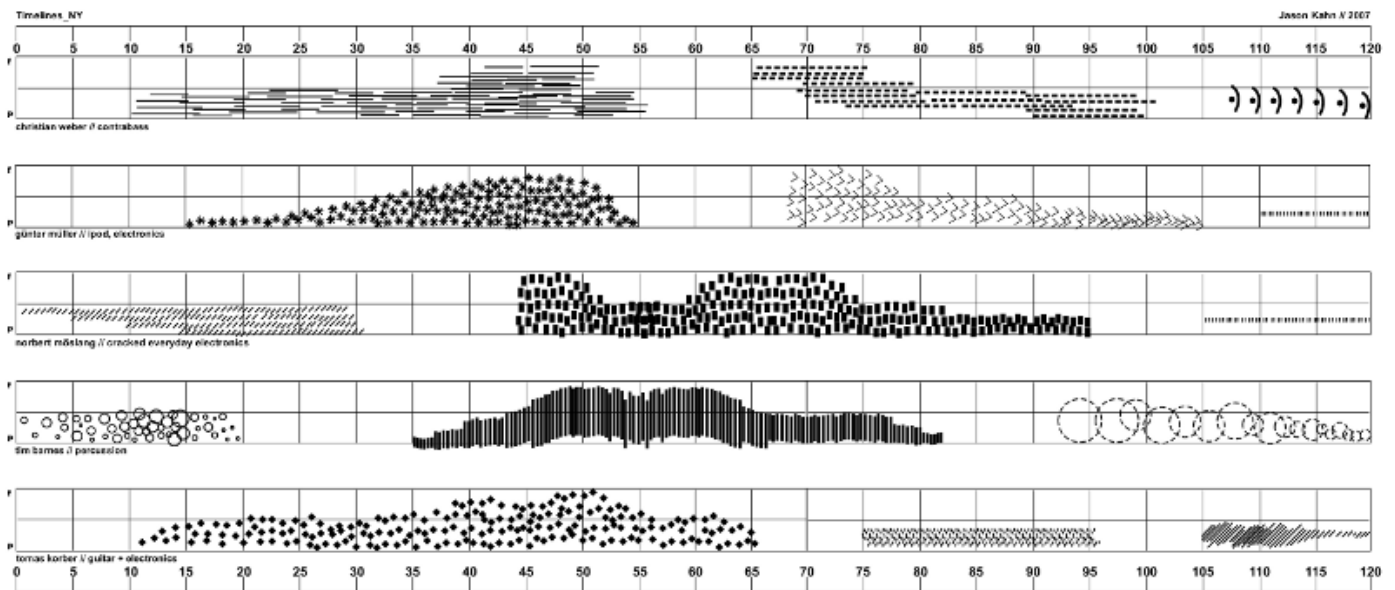 Timelines_NY Jason Kahn // 2007
0 5 10 15 20 25 30 35 40 45 50 55 60 65 70 75 80 85 90 95 100 105 110 115 120
F
P
christian weber // contrabass
F
P
günter müller // ipod, electronics
F
P
norbert möslang // cracked everyday electronics
F
P
tim barnes // percussion
F
P
tomas korber // guitar + electronics
0 5 10 15 20 25 30 35 40 45 50 55 60 65 70 75 80 85 90 95 100 105 110 115 120